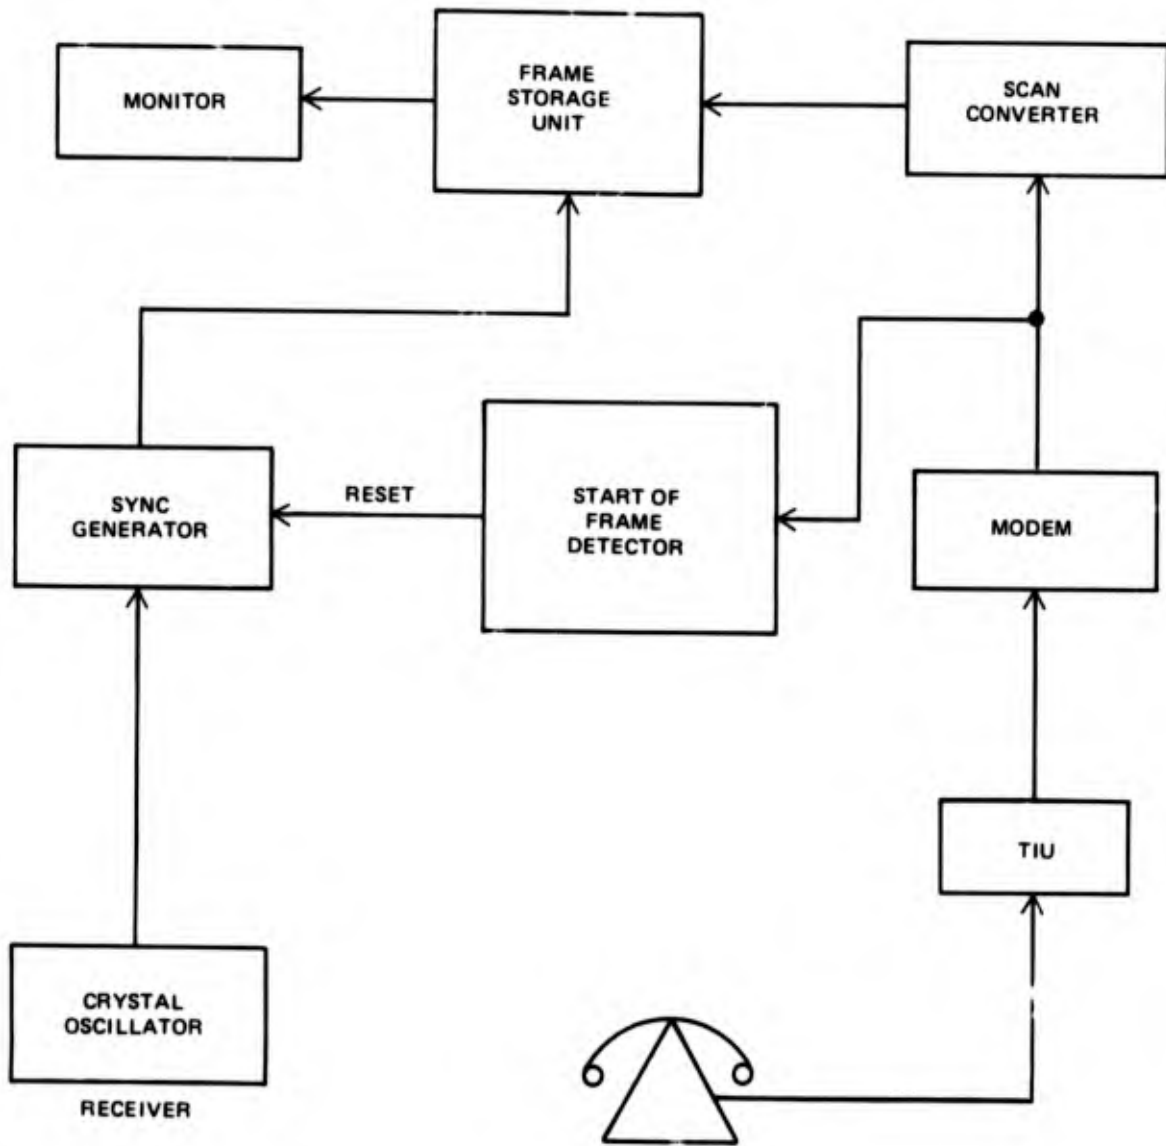 MONITOR
FRAME
STORAGE
UNIT
SCAN
CONVERTER
SYNC
GENERATOR
RESET
START OF
FRAME
DETECTOR
MODEM
TIU
CRYSTAL
OSCILLATOR
RECEIVER